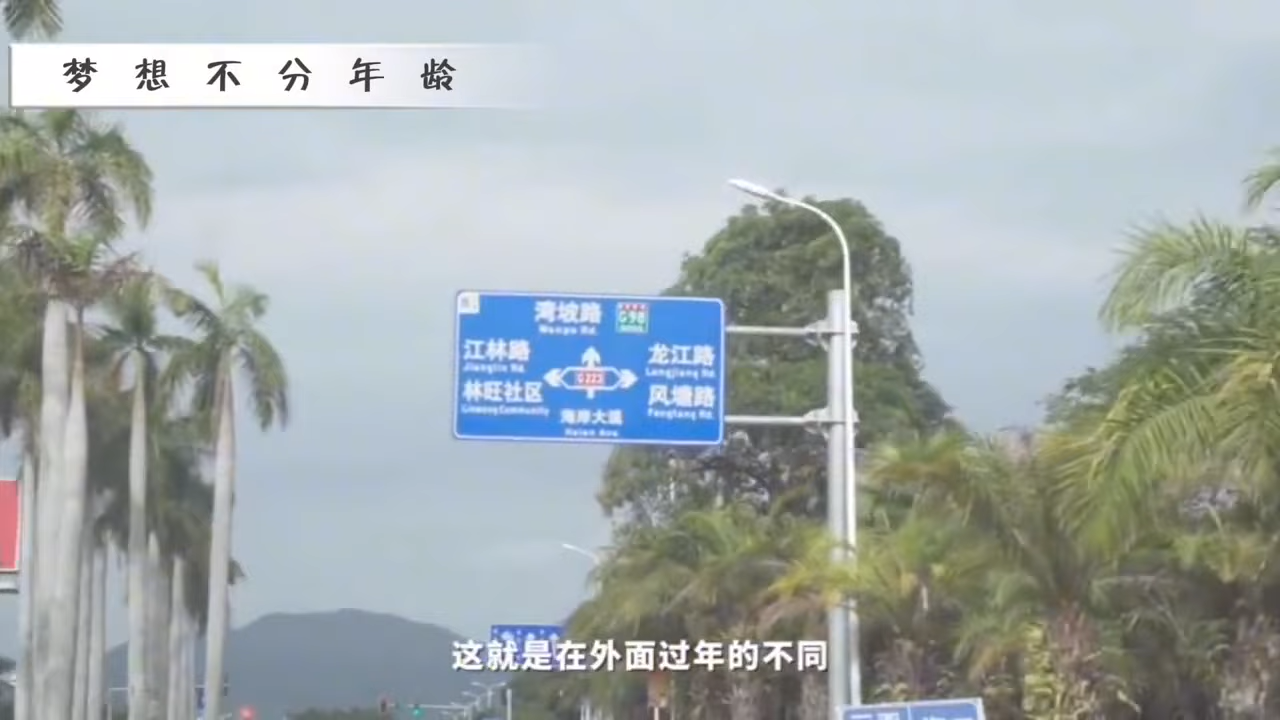 梦想不分年龄
湾坡路
G98
Wanpo Rd.
江林路
Jianglin Rd.
龙江路
Longjiang Rd.
G223
林旺社区
Linwang Community
风塘路
Fengtang Rd.
海岸大道
Haian Ave.
这就是在外面过年的不同